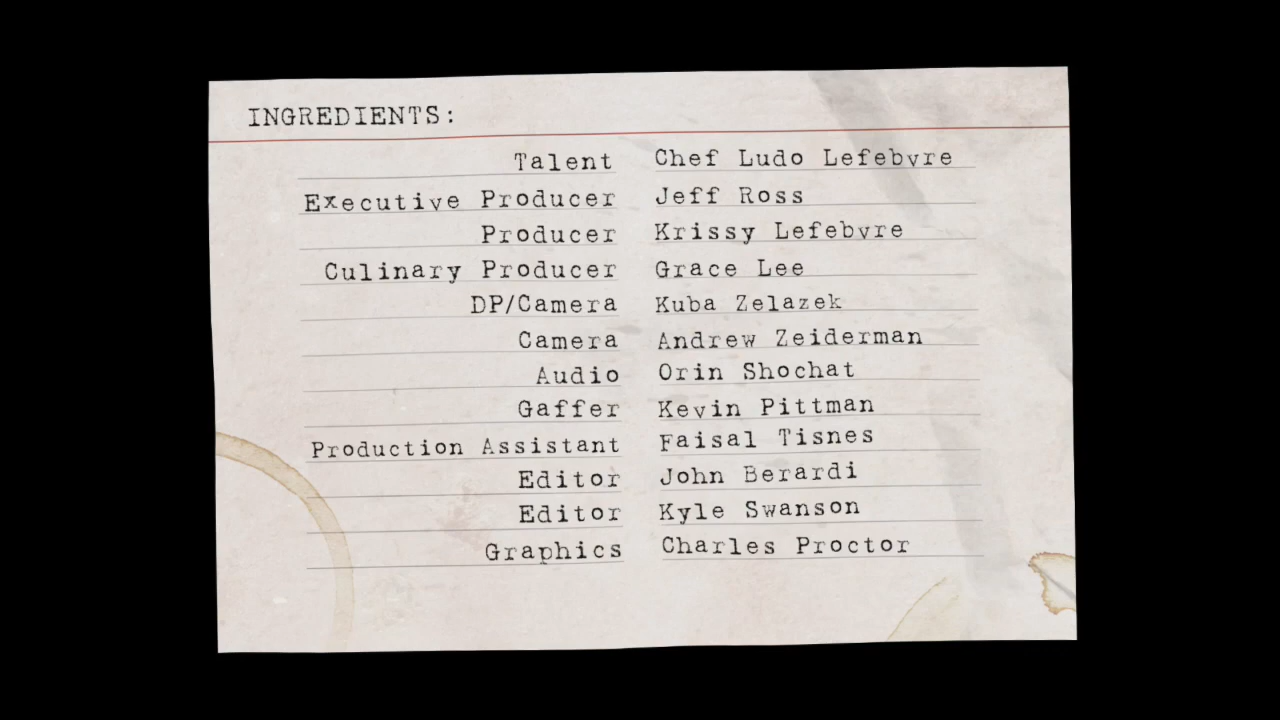 INGREDIENTS:
Talent Chef Ludo Lefebvre
Executive Producer Jeff Ross
Producer Krissy Lefebvre
Culinary Producer Grace Lee
DP/Camera Kuba Zelazek
Camera Andrew Zeiderman
Audio Orin Shochat
Gaffer Kevin Pittman
Production Assistant Faisal Tisnes
Editor John Berardi
Editor Kyle Swanson
Graphics Charles Proctor